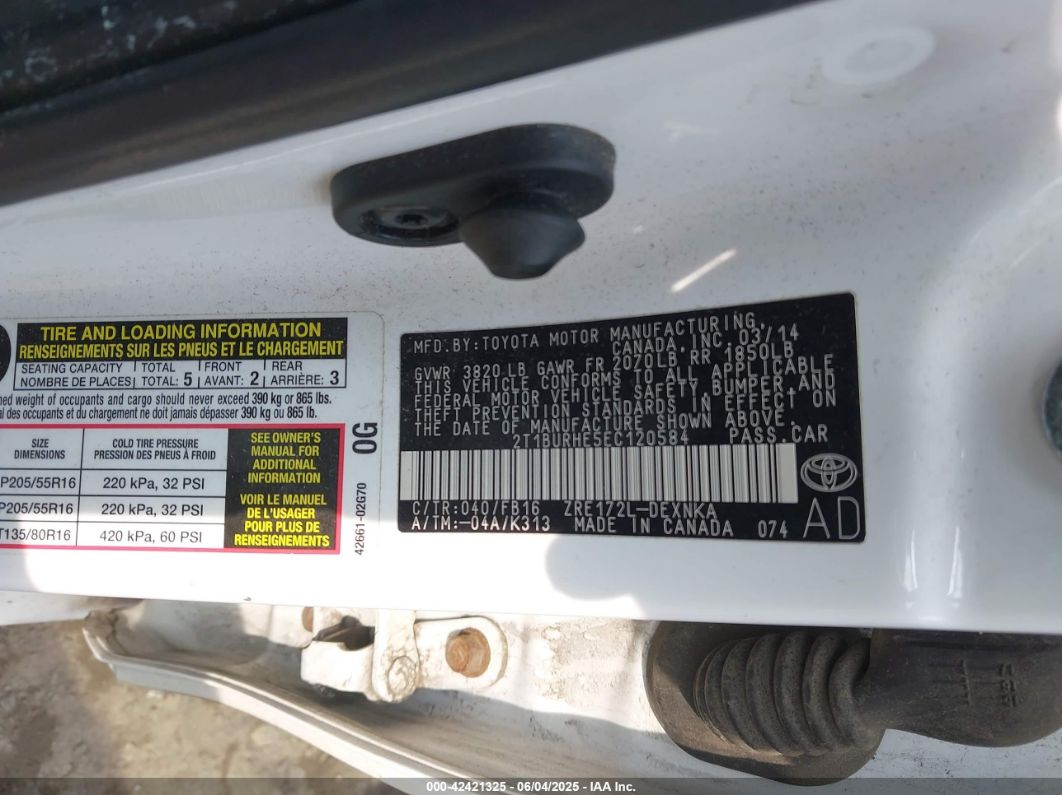 TIRE AND LOADING INFORMATION
RENSEIGNEMENTS SUR LES PNEUS ET LE CHARGEMENT
SEATING CAPACITY TOTAL FRONT REAR
NOMBRE DE PLACES TOTAL: 5 AVANT: 2 ARRIÈRE: 3
weight of occupants and cargo should never exceed 390 kg or 865 lbs.
des occupants et du chargement ne doit jamais dépasser 390 kg ou 865 lb.
SIZE COLD TIRE PRESSURE
DIMENSIONS PRESSION DES PNEUS À FROID
P205/55R16 220 kPa, 32 PSI
P205/55R16 220 kPa, 32 PSI
T135/80R16 420 kPa, 60 PSI
SEE OWNER'S
MANUAL FOR
ADDITIONAL
INFORMATION
VOIR LE MANUEL
DE L'USAGER
POUR PLUS DE
RENSEIGNEMENTS
0G
42661-02G70
MFD.BY:TOYOTA MOTOR MANUFACTURING,
CANADA,INC.03/14
GVWR 3820 LB GAWR FR 2070LB RR 1850LB
THIS VEHICLE CONFORMS TO ALL APPLICABLE
FEDERAL MOTOR VEHICLE SAFETY,BUMPER,AND
THEFT PREVENTION STANDARDS IN EFFECT ON
THE DATE OF MANUFACTURE SHOWN ABOVE.
2T1BURHE5EC120584 PASS.CAR
C/TR:040/FB16 ZRE172L-DEXNKA
A/TM:-04A/K313 MADE IN CANADA 074
AD
000-42421325 - 06/04/2025 - IAA Inc.